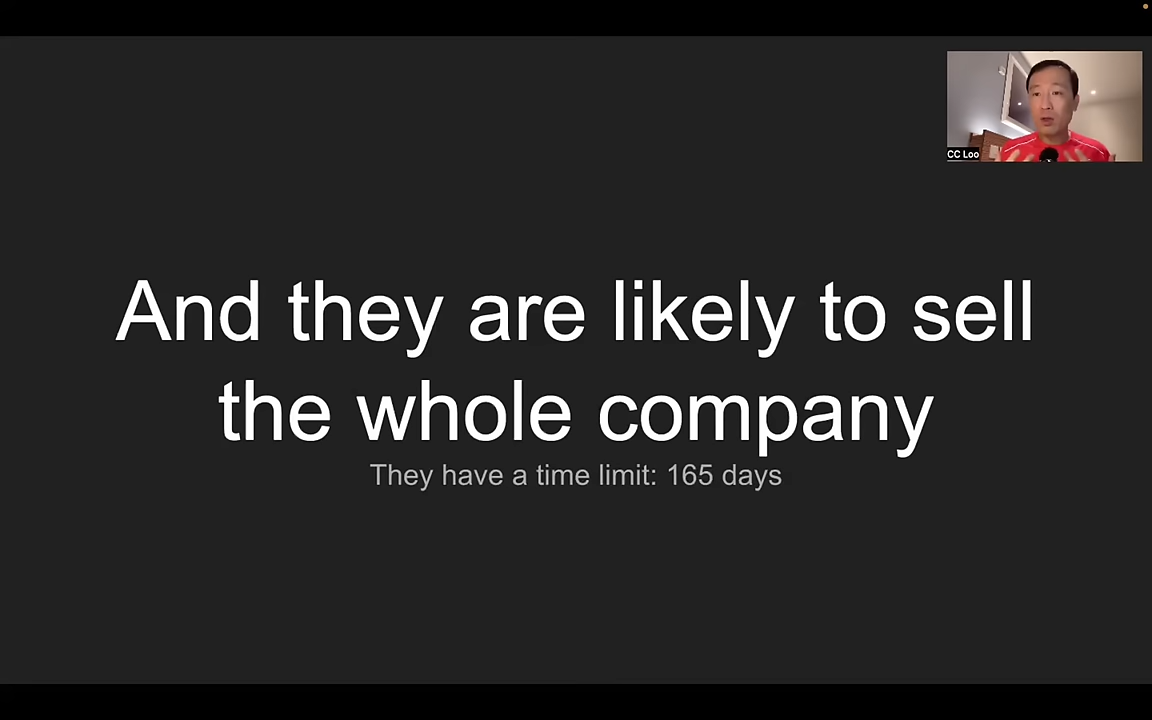 CC Loo
And they are likely to sell
the whole company
They have a time limit: 165 days